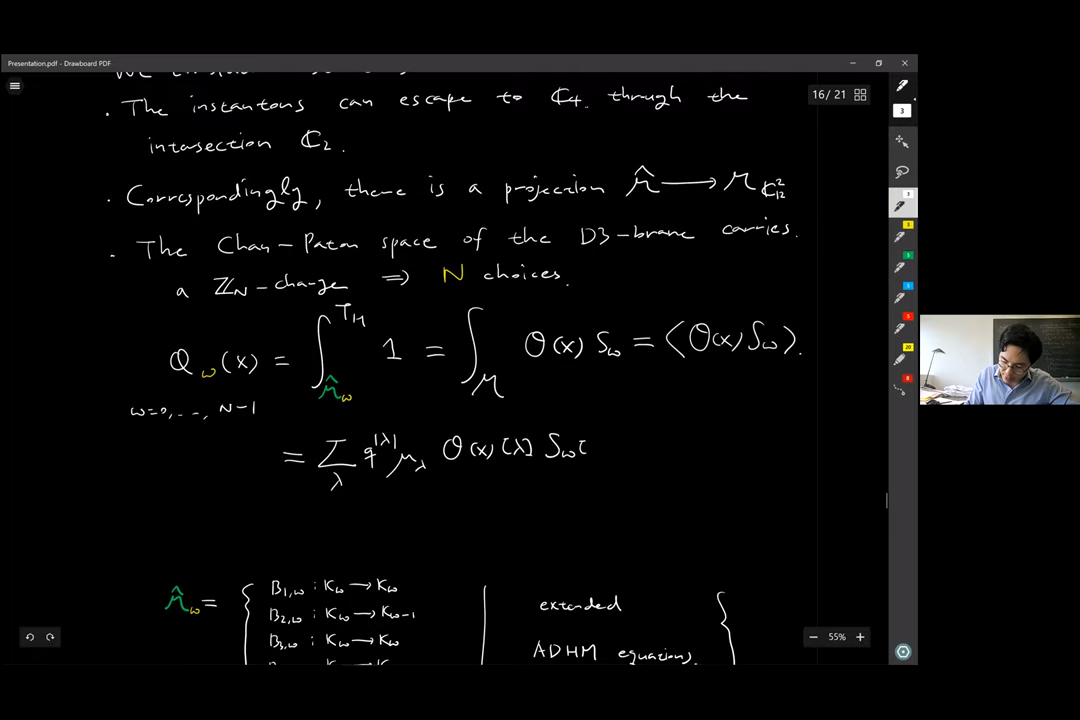 Presentation.pdf - Drawboard PDF
16 / 21
3
. The instantons can escape to ℂ4. through the
intersection ℂ2.
. Correspondingly, there is a projection M̂ ⟶ M ℂ²₁₂
. The Chan-Paton space of the D3-brane carries.
a ℤN-charge ⇒ N choices.
Q_ω(x) = ∫_{M̂_ω}^{T_H} 1 = ∫_M O(x) S_ω = ⟨O(x) S_ω⟩.
ω=0, ..., N-1
= Σ_λ q^{|λ|} μ_λ O(x)[λ] S_ω[
M̂_ω = { B_{1,ω} : K_ω → K_ω | extended }
B_{2,ω} : K_ω → K_{ω-1}
B_{3,ω} : K_ω → K_ω ADHM equations.
55%